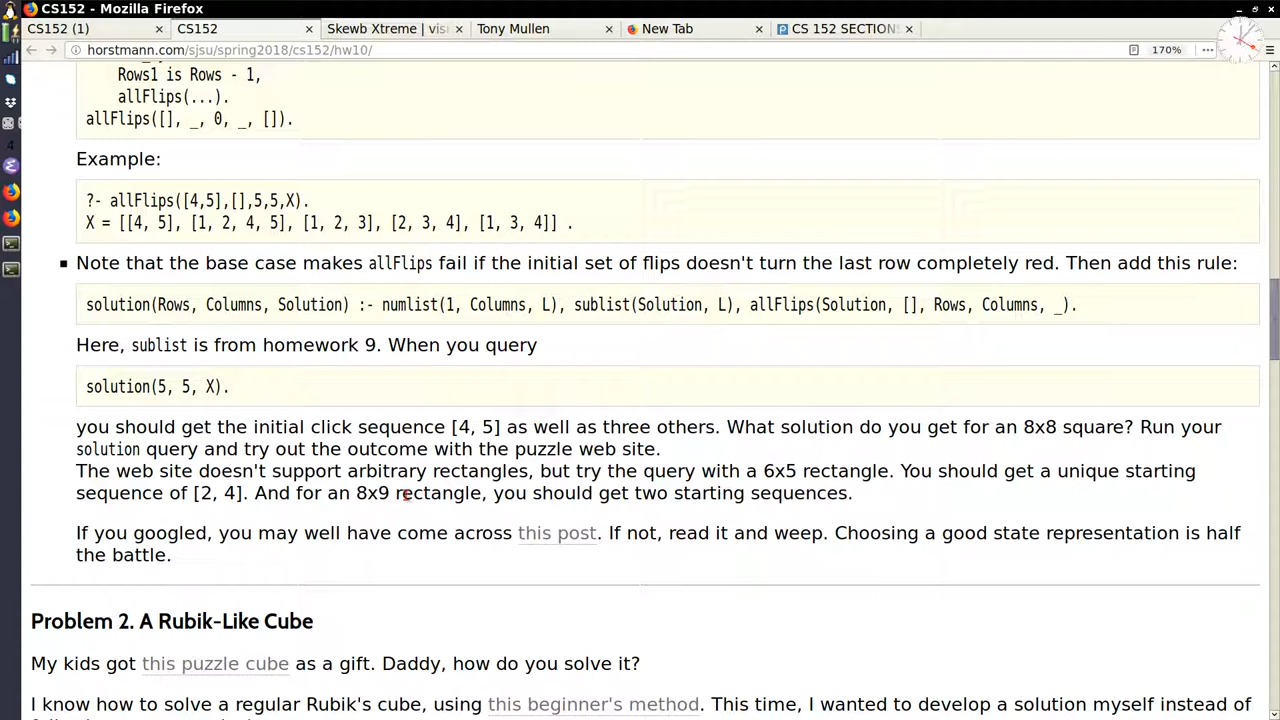 CS152 - Mozilla Firefox
CS152 (1) × CS152 × Skewb Xtreme | vis × Tony Mullen × New Tab × CS 152 SECTION ×
horstmann.com/sjsu/spring2018/cs152/hw10/ 170%
Rows1 is Rows - 1,
allFlips(...).
allFlips([], _, 0, _, []).
Example:
?- allFlips([4,5],[],5,5,X).
X = [[4, 5], [1, 2, 4, 5], [1, 2, 3], [2, 3, 4], [1, 3, 4]] .
Note that the base case makes allFlips fail if the initial set of flips doesn't turn the last row completely red. Then add this rule:
solution(Rows, Columns, Solution) :- numlist(1, Columns, L), sublist(Solution, L), allFlips(Solution, [], Rows, Columns, _).
Here, sublist is from homework 9. When you query
solution(5, 5, X).
you should get the initial click sequence [4, 5] as well as three others. What solution do you get for an 8x8 square? Run your
solution query and try out the outcome with the puzzle web site.
The web site doesn't support arbitrary rectangles, but try the query with a 6x5 rectangle. You should get a unique starting
sequence of [2, 4]. And for an 8x9 rectangle, you should get two starting sequences.
If you googled, you may well have come across this post. If not, read it and weep. Choosing a good state representation is half
the battle.
Problem 2. A Rubik-Like Cube
My kids got this puzzle cube as a gift. Daddy, how do you solve it?
I know how to solve a regular Rubik's cube, using this beginner's method. This time, I wanted to develop a solution myself instead of